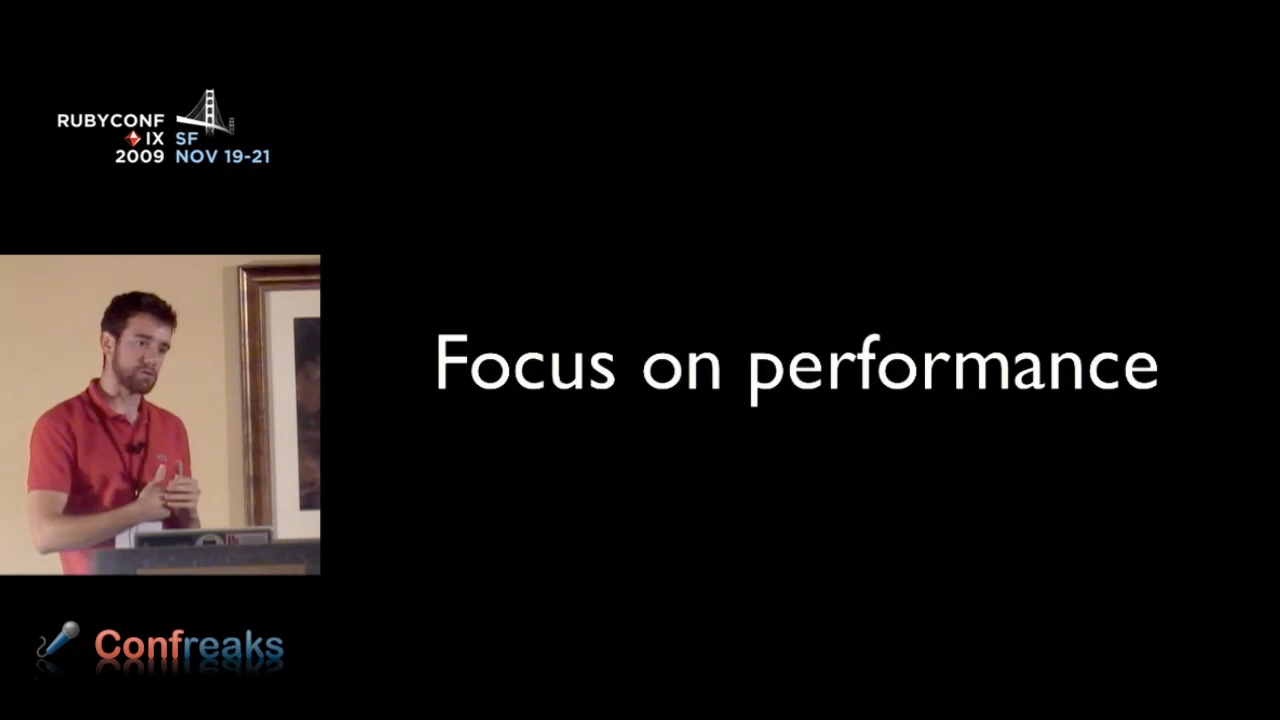 RUBYCONF
IX SF
2009 NOV 19-21
Focus on performance
Confreaks